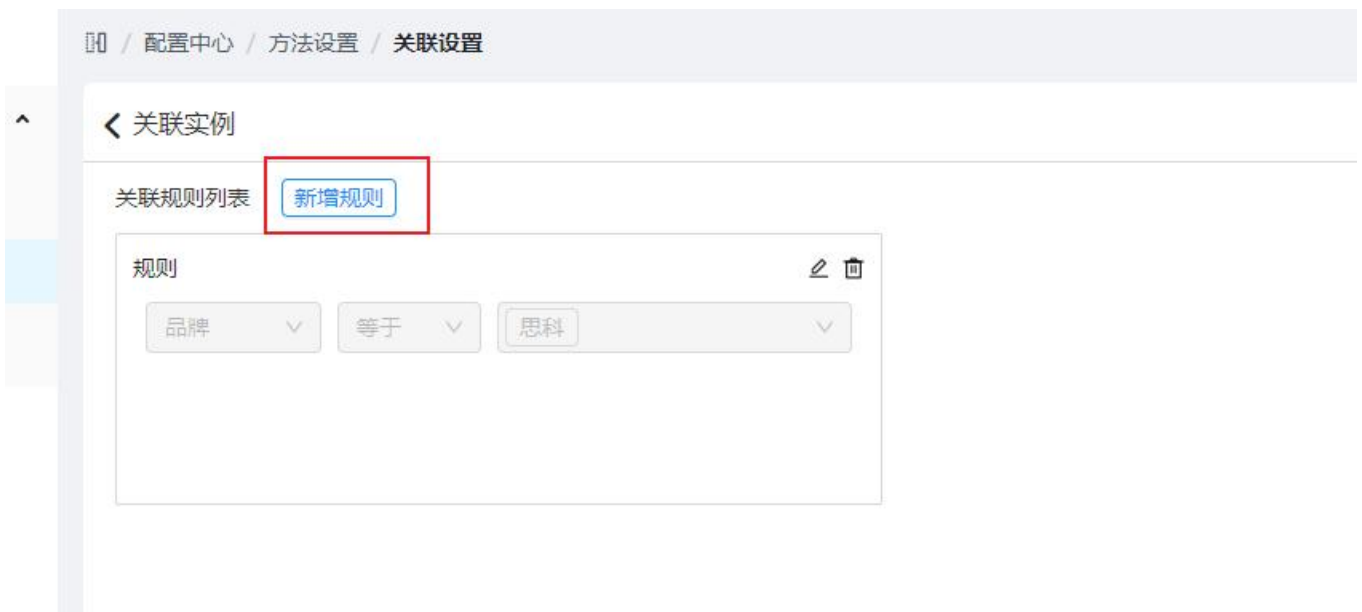 / 配置中心 / 方法设置 / 关联设置
关联实例
关联规则列表 新增规则
规则
品牌 等于 思科